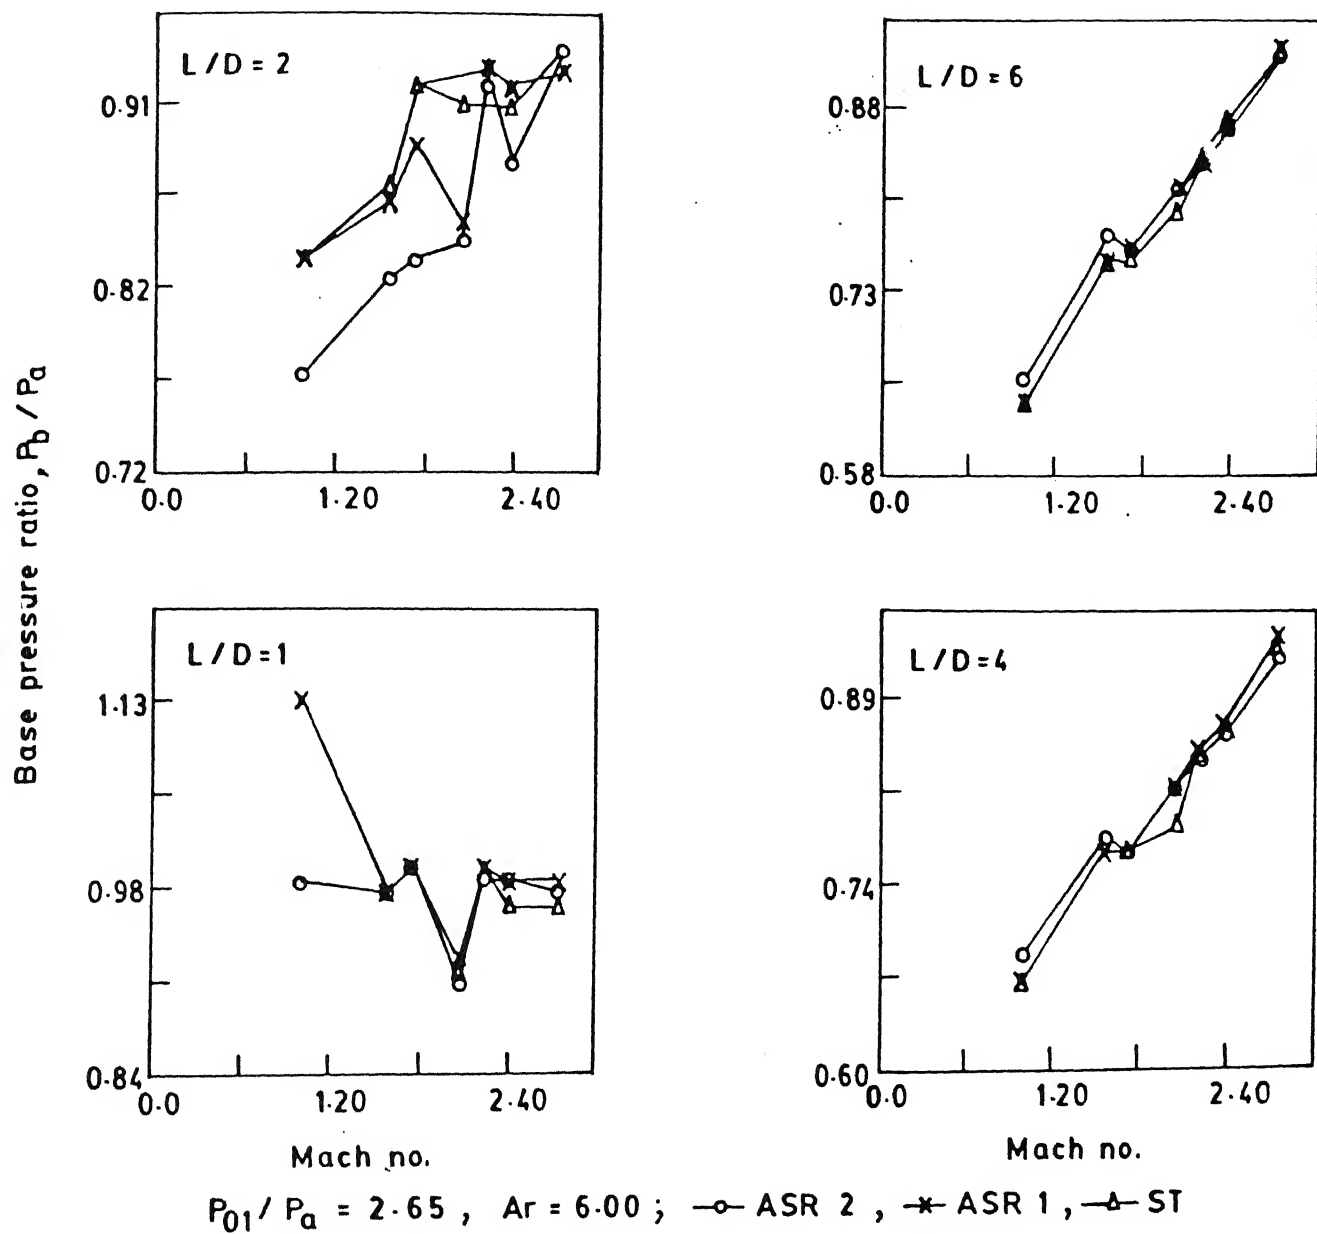 L/D = 2
0.91
0.82
0.72
0.0 1.20 2.40
L/D = 6
0.88
0.73
0.58
0.0 1.20 2.40
Base pressure ratio, Pb/Pa
L/D=1
1.13
0.98
0.84
0.0 1.20 2.40
Mach no.
L/D=4
0.89
0.74
0.60
0.0 1.20 2.40
Mach no.
P01/Pa = 2.65, Ar = 6.00; ASR 2, ASR 1, ST